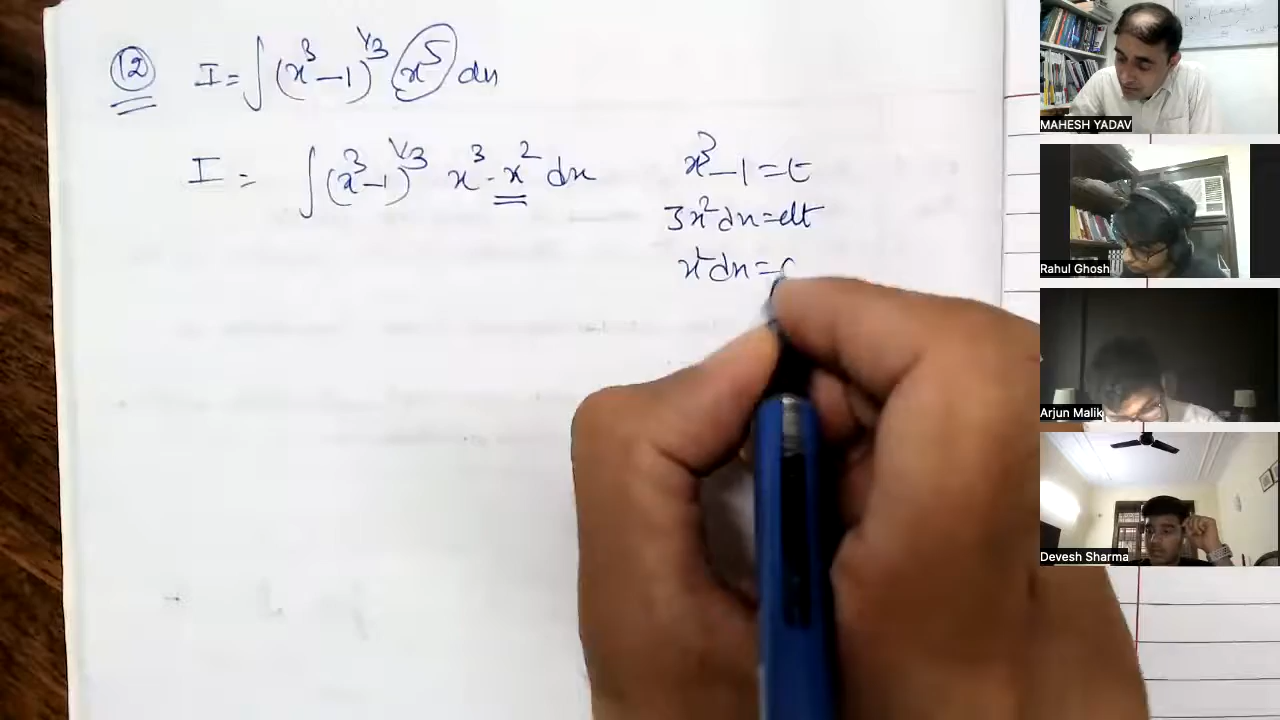 12 I = ∫(x³-1)^1/3 x⁵ dx
I = ∫(x³-1)^1/3 x³·x² dx
x³-1=t
3x²dx=dt
x²dx=
MAHESH YADAV
Rahul Ghosh
Arjun Malik
Devesh Sharma